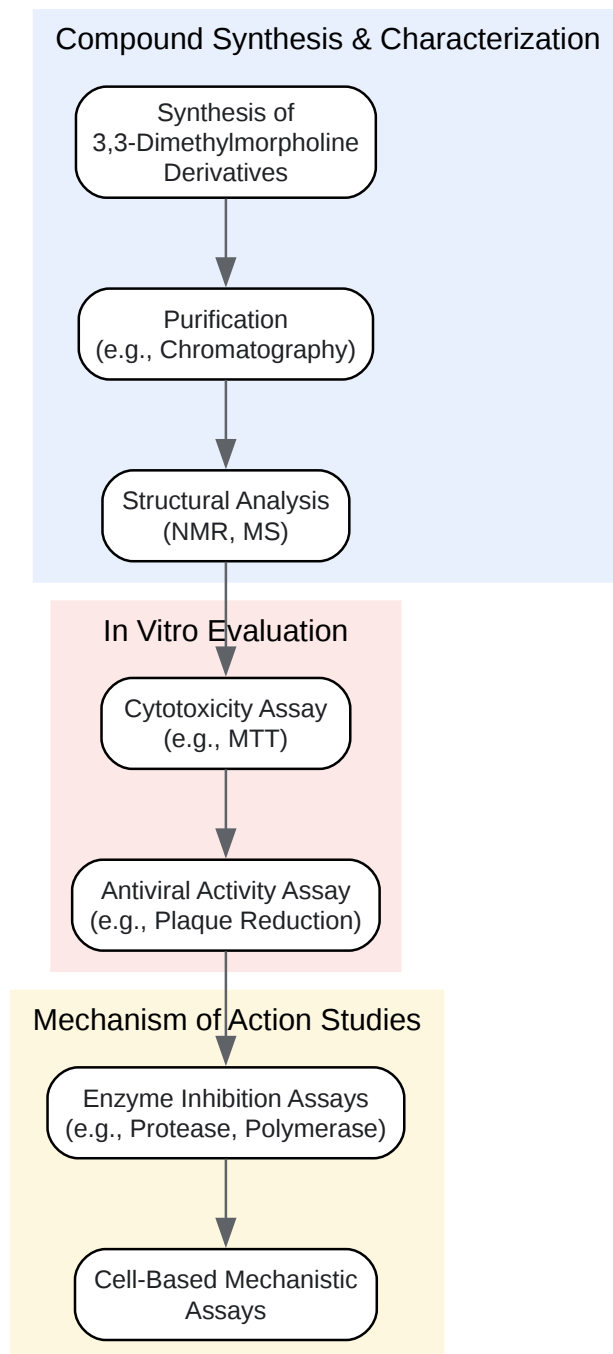 Compound Synthesis & Characterization
Synthesis of
3,3-Dimethylmorpholine
Derivatives
Purification
(e.g., Chromatography)
Structural Analysis
(NMR, MS)
In Vitro Evaluation
Cytotoxicity Assay
(e.g., MTT)
Antiviral Activity Assay
(e.g., Plaque Reduction)
Mechanism of Action Studies
Enzyme Inhibition Assays
(e.g., Protease, Polymerase)
Cell-Based Mechanistic
Assays